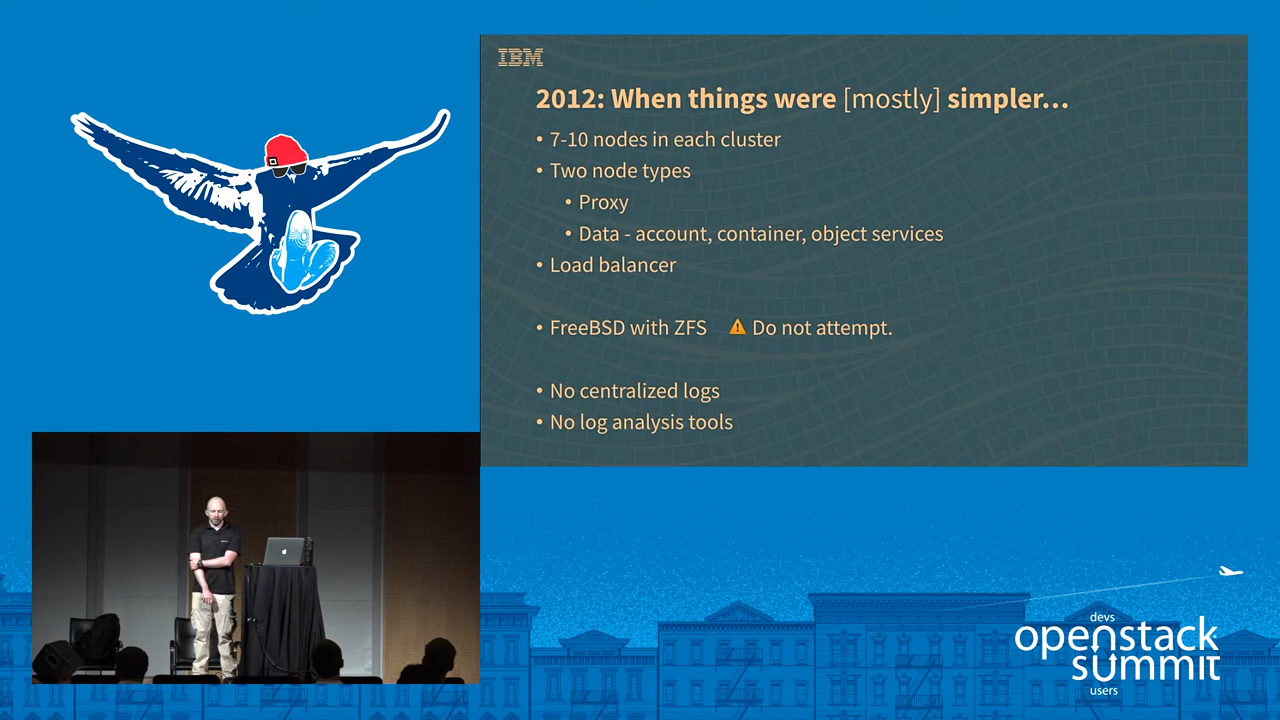 IBM
2012: When things were [mostly] simpler...
• 7-10 nodes in each cluster
• Two node types
• Proxy
• Data - account, container, object services
• Load balancer
• FreeBSD with ZFS ⚠ Do not attempt.
• No centralized logs
• No log analysis tools
devs
openstack
summit
users